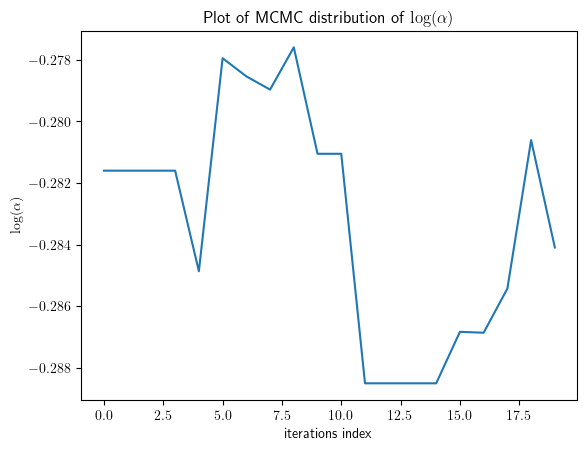 Plot of MCMC distribution of log(α)
−0.278
−0.280
−0.282
−0.284
−0.286
−0.288
log(α)
0.0 2.5 5.0 7.5 10.0 12.5 15.0 17.5
iterations index